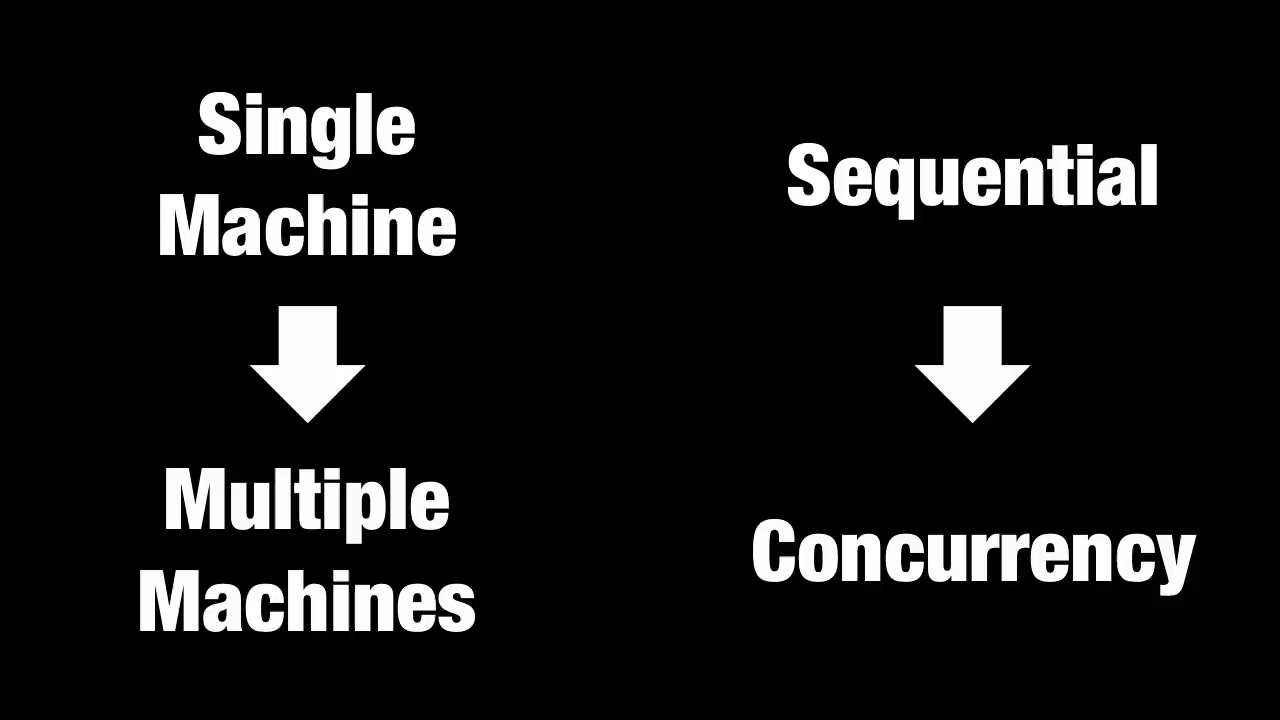 Single
Machine
Multiple
Machines
Sequential
Concurrency